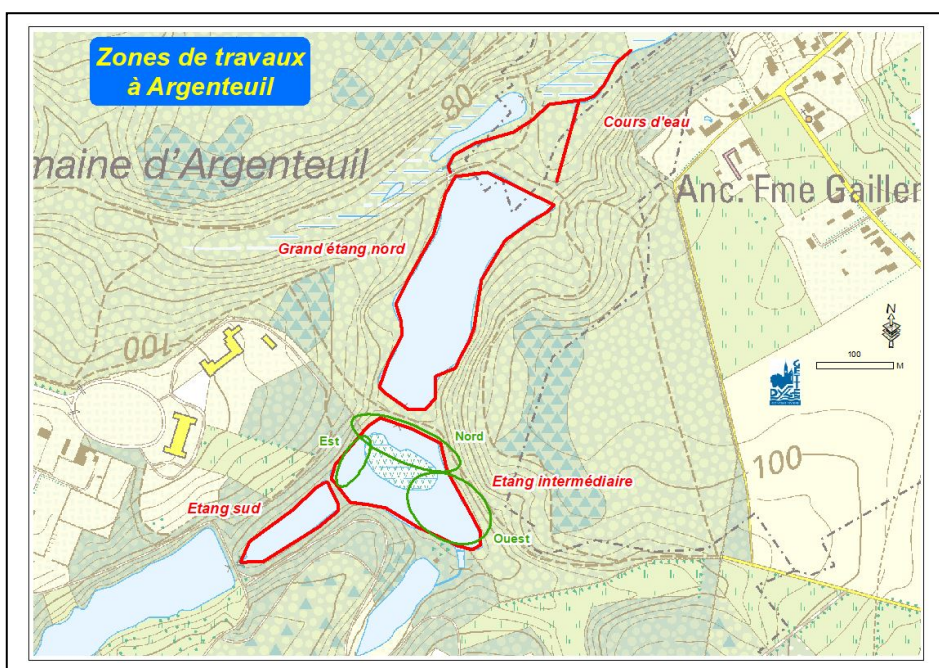 Zones de travaux
à Argenteuil
80
Cours d'eau
maine d'Argenteuil
Anc. Fme Gailler
Grand étang nord
N
100
M
100
Est
Nord
100
Etang intermédiaire
Etang sud
Ouest